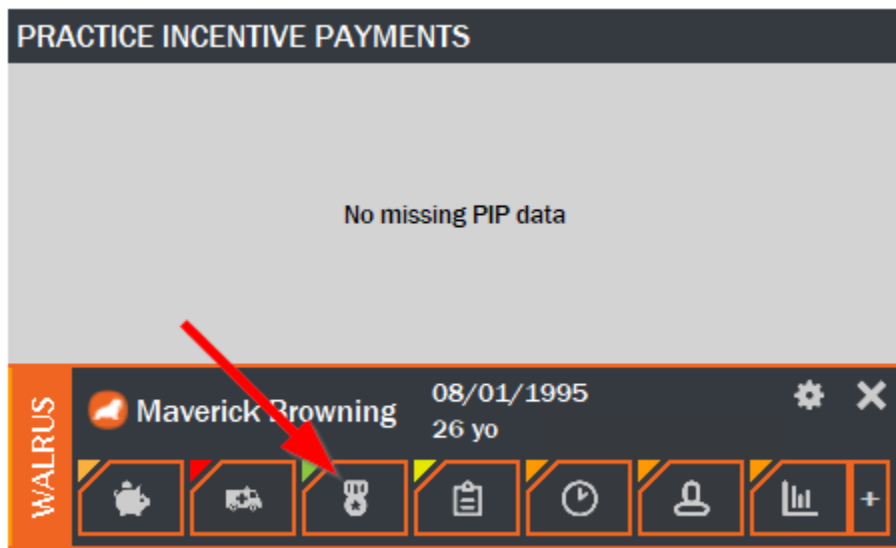 PRACTICE INCENTIVE PAYMENTS
No missing PIP data
WALRUS
Maverick Browning
08/01/1995
26 yo
+